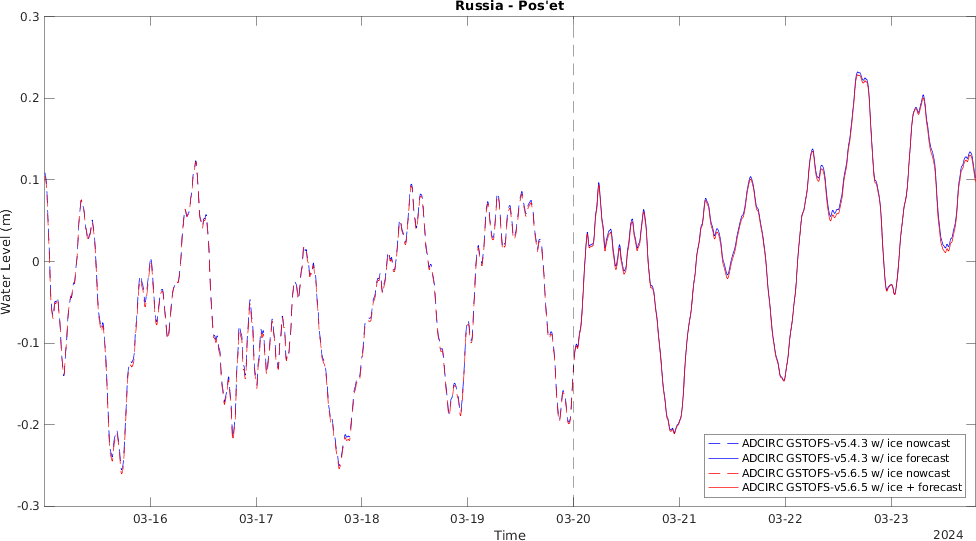 Russia - Pos'et
Water Level (m)
0.3
0.2
0.1
0
-0.1
-0.2
-0.3
ADCIRC GSTOFS-v5.4.3 w/ ice nowcast
ADCIRC GSTOFS-v5.4.3 w/ ice forecast
ADCIRC GSTOFS-v5.6.5 w/ ice nowcast
ADCIRC GSTOFS-v5.6.5 w/ ice + forecast
03-16 03-17 03-18 03-19 03-20 03-21 03-22 03-23
Time
2024